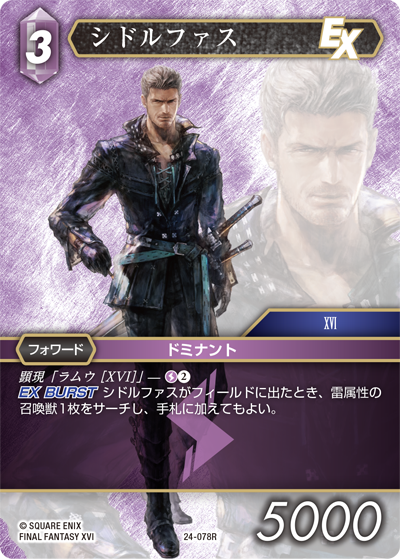 3
シドルファス
EX
XVI
フォワード
ドミナント
顕現「ラムウ [XVI]」― 2
EX BURST シドルファスがフィールドに出たとき、雷属性の
召喚獣1枚をサーチし、手札に加えてもよい。
© SQUARE ENIX
FINAL FANTASY XVI
24-078R
5000